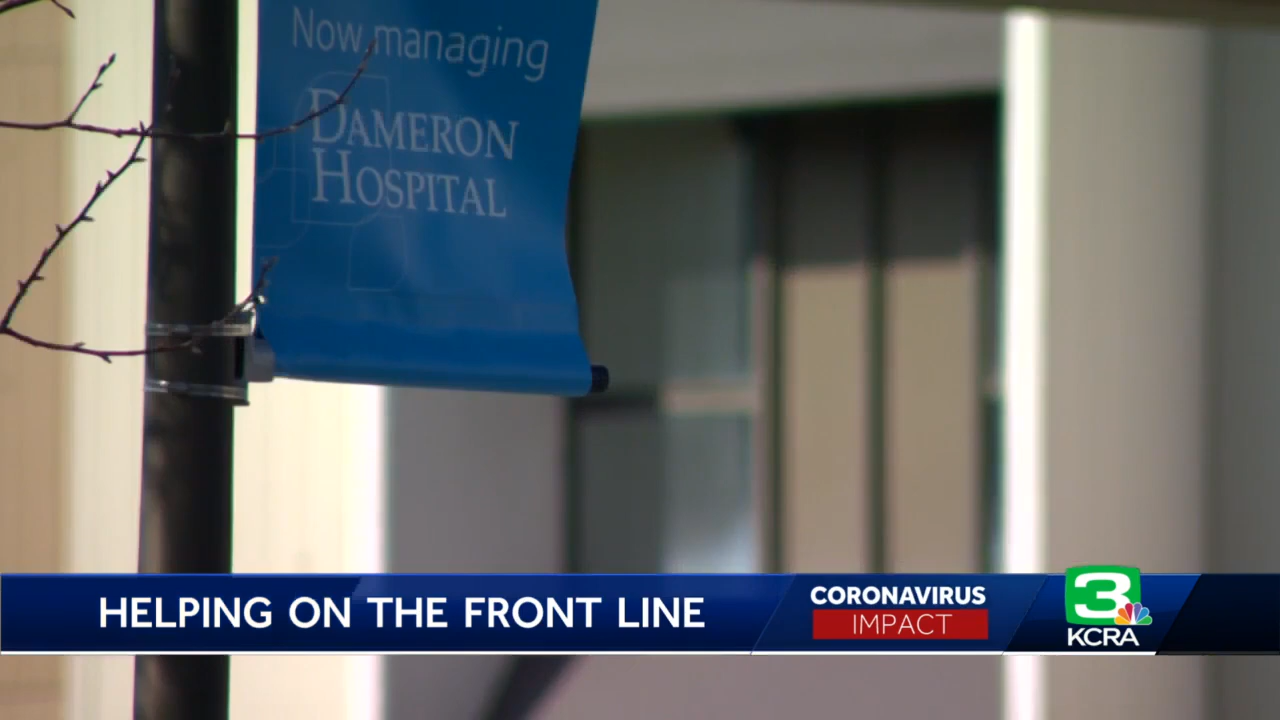 Now managing
DAMERON
HOSPITAL
HELPING ON THE FRONT LINE
CORONAVIRUS
IMPACT
3
KCRA